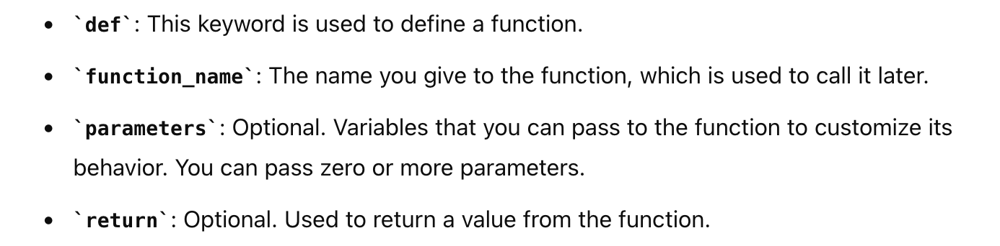 • `def`: This keyword is used to define a function.
• `function_name`: The name you give to the function, which is used to call it later.
• `parameters`: Optional. Variables that you can pass to the function to customize its
behavior. You can pass zero or more parameters.
• `return`: Optional. Used to return a value from the function.